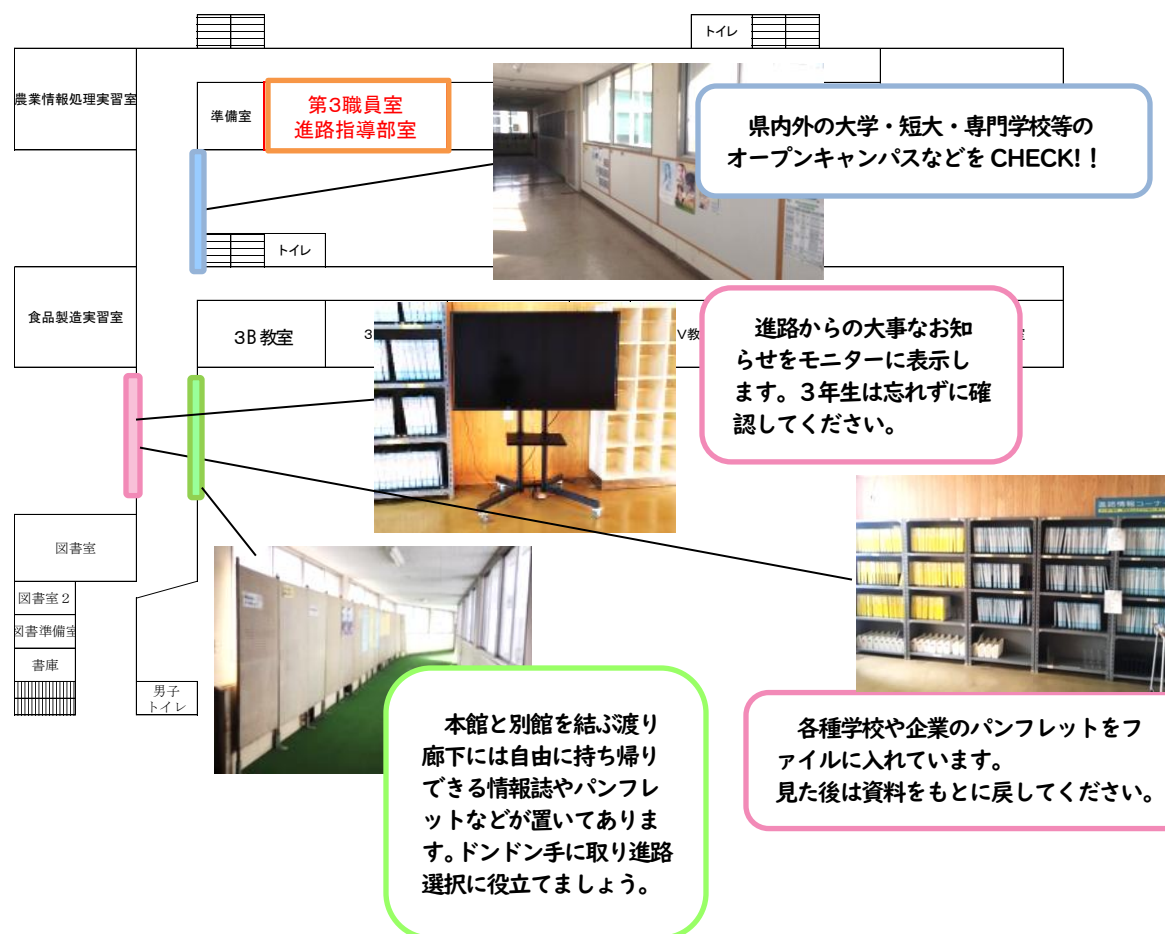 トイレ
農業情報処理実習室
準備室
第3職員室
進路指導部室
県内外の大学・短大・専門学校等の
オープンキャンパスなどを CHECK!！
トイレ
食品製造実習室
3B 教室
3
V教
進路からの大事なお知
らせをモニターに表示し
ます。３年生は忘れずに確
認してください。
進路情報コーナ
図書室
図書室２
図書準備室
書庫
男子
トイレ
本館と別館を結ぶ渡り
廊下には自由に持ち帰り
できる情報誌やパンフレ
ットなどが置いてありま
す。ドンドン手に取り進路
選択に役立てましょう。
各種学校や企業のパンフレットをフ
ァイルに入れています。
見た後は資料をもとに戻してください。